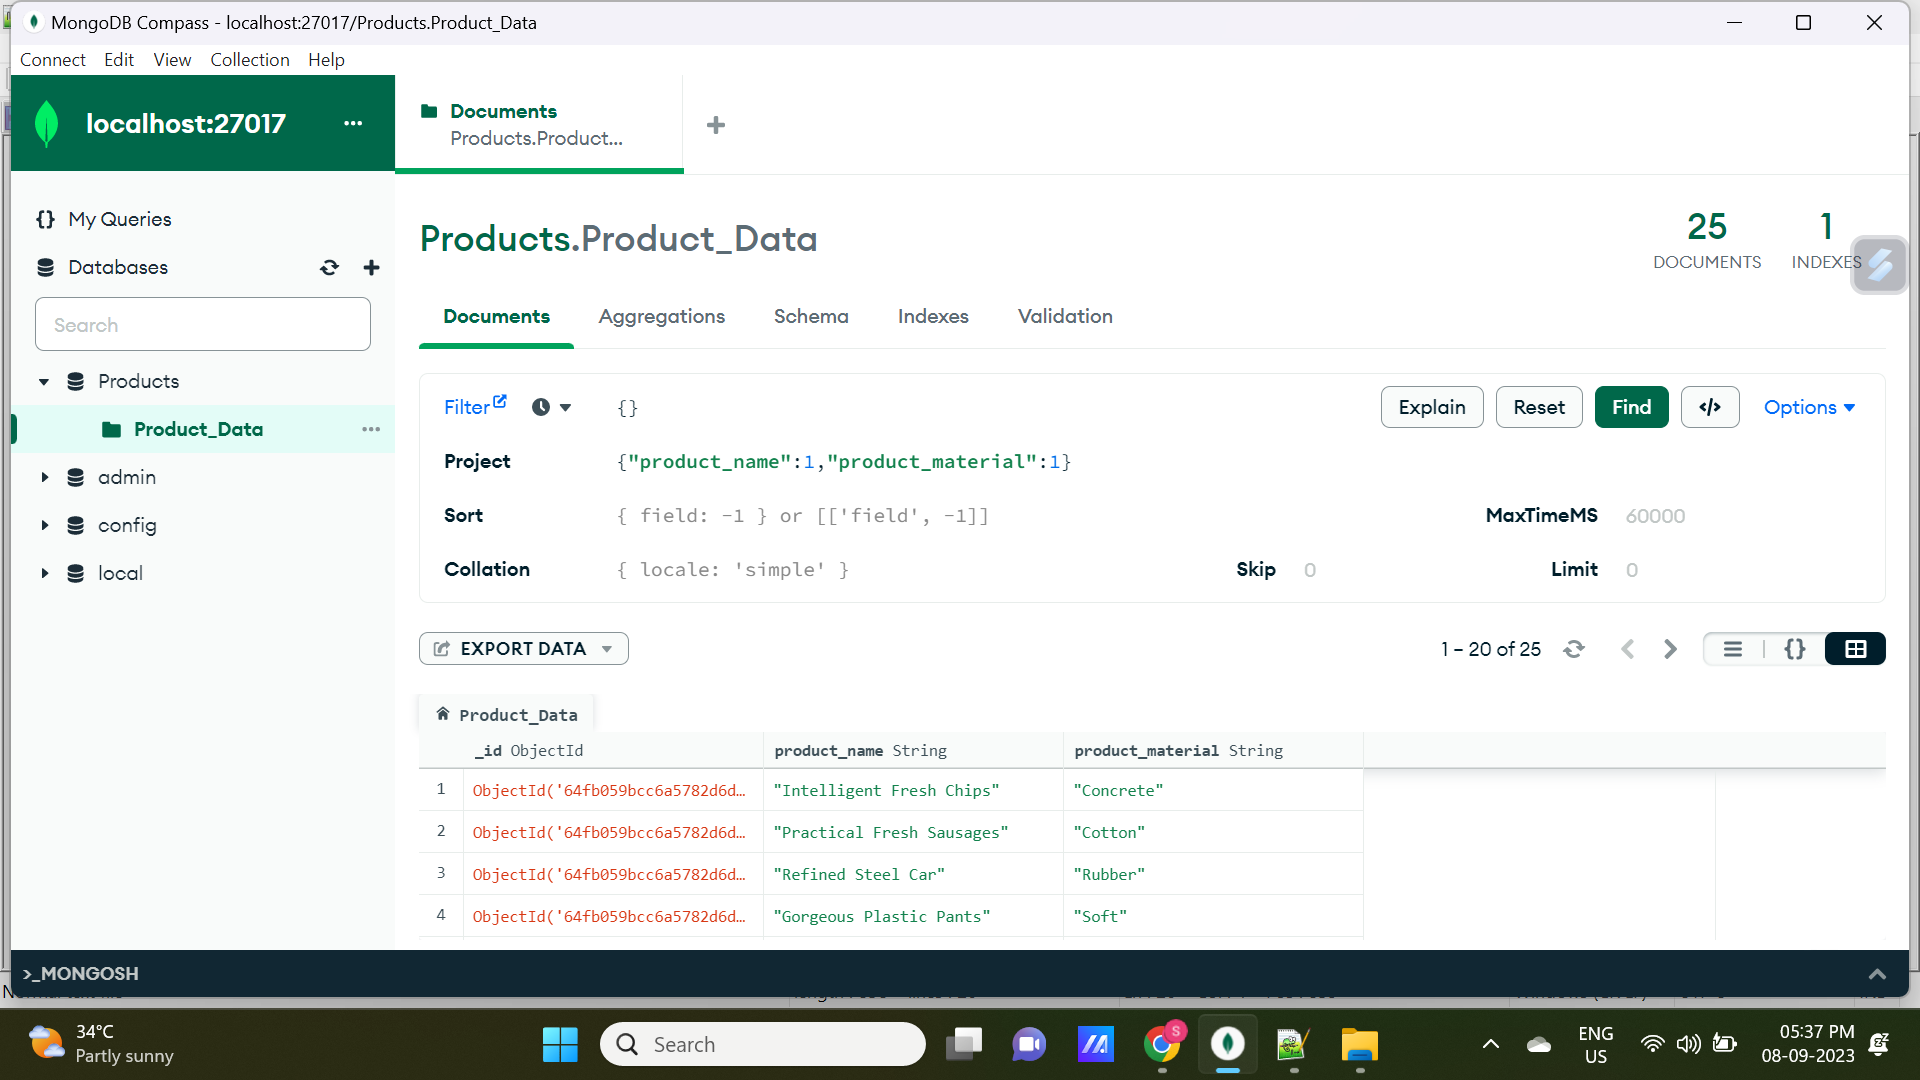 MongoDB Compass - localhost:27017/Products.Product_Data
Connect Edit View Collection Help
localhost:27017 ...
Documents
Products.Product...
My Queries
Databases
Search
Products
Product_Data ...
admin
config
local
Products.Product_Data
25
DOCUMENTS
1
INDEXES
Documents Aggregations Schema Indexes Validation
Filter {} Explain Reset Find </> Options
Project {"product_name":1,"product_material":1}
Sort { field: -1 } or [['field', -1]] MaxTimeMS 60000
Collation { locale: 'simple' } Skip 0 Limit 0
EXPORT DATA 1 – 20 of 25 {}
Product_Data
_id ObjectId product_name String product_material String
1 ObjectId('64fb059bcc6a5782d6d… "Intelligent Fresh Chips" "Concrete"
2 ObjectId('64fb059bcc6a5782d6d… "Practical Fresh Sausages" "Cotton"
3 ObjectId('64fb059bcc6a5782d6d… "Refined Steel Car" "Rubber"
4 ObjectId('64fb059bcc6a5782d6d… "Gorgeous Plastic Pants" "Soft"
>_MONGOSH
34°C
Partly sunny
Search
S
ENG
US
05:37 PM
08-09-2023